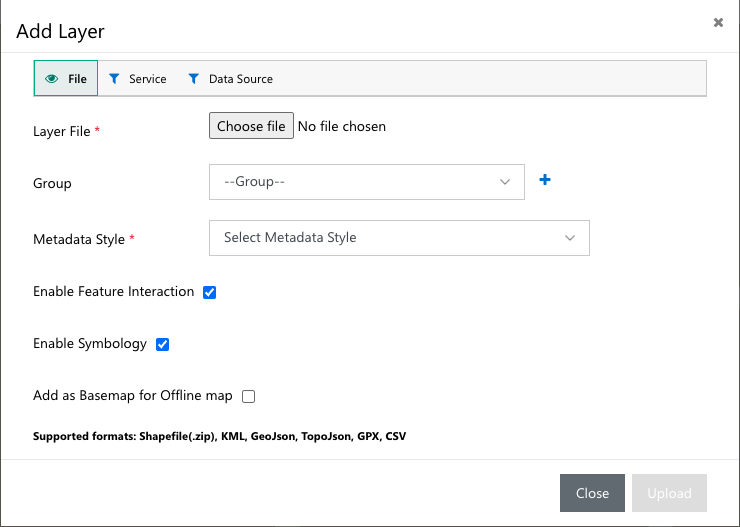 Add Layer
File Service Data Source
Layer File * Choose file No file chosen
Group --Group--
Metadata Style * Select Metadata Style
Enable Feature Interaction
Enable Symbology
Add as Basemap for Offline map
Supported formats: Shapefile(.zip), KML, GeoJson, TopoJson, GPX, CSV
Close Upload